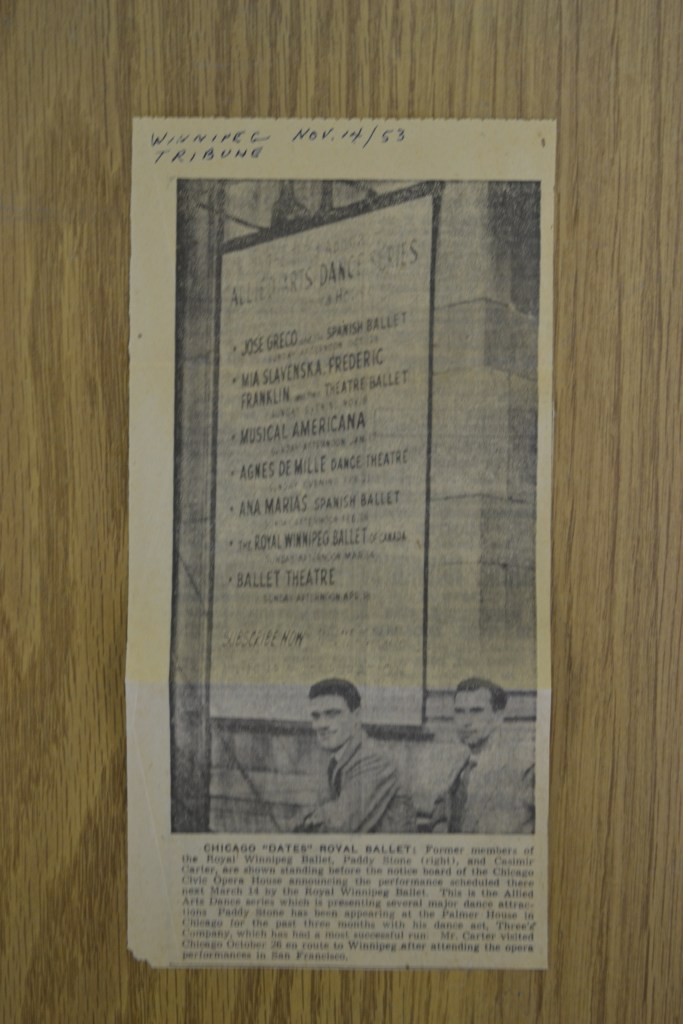 WINNIPEG NOV. 14/53
TRIBUNE
ALLIED ARTS DANCE SERIES
• JOSE GRECO SPANISH BALLET
• MIA SLAVENSKA, FREDERIC
FRANKLIN THEATRE BALLET
• MUSICAL AMERICANA
• AGNES DE MILLE DANCE THEATRE
• ANA MARIAS SPANISH BALLET
• THE ROYAL WINNIPEG BALLET OF CANADA
• BALLET THEATRE
SUNDAY AFTERNOON APR.
SUBSCRIBE NOW
CHICAGO "DATES" ROYAL BALLET: Former members of
the Royal Winnipeg Ballet, Paddy Stone (right), and Casimir
Carter, are shown standing before the notice board of the Chicago
Civic Opera House announcing the performance scheduled there
next March 14 by the Royal Winnipeg Ballet. This is the Allied
Arts Dance series which is presenting several major dance attrac-
tions Paddy Stone has been appearing at the Palmer House in
Chicago for the past three months with his dance act, Three's
Company, which has had a most successful run. Mr. Carter visited
Chicago October 26 en route to Winnipeg after attending the opera
performances in San Francisco.